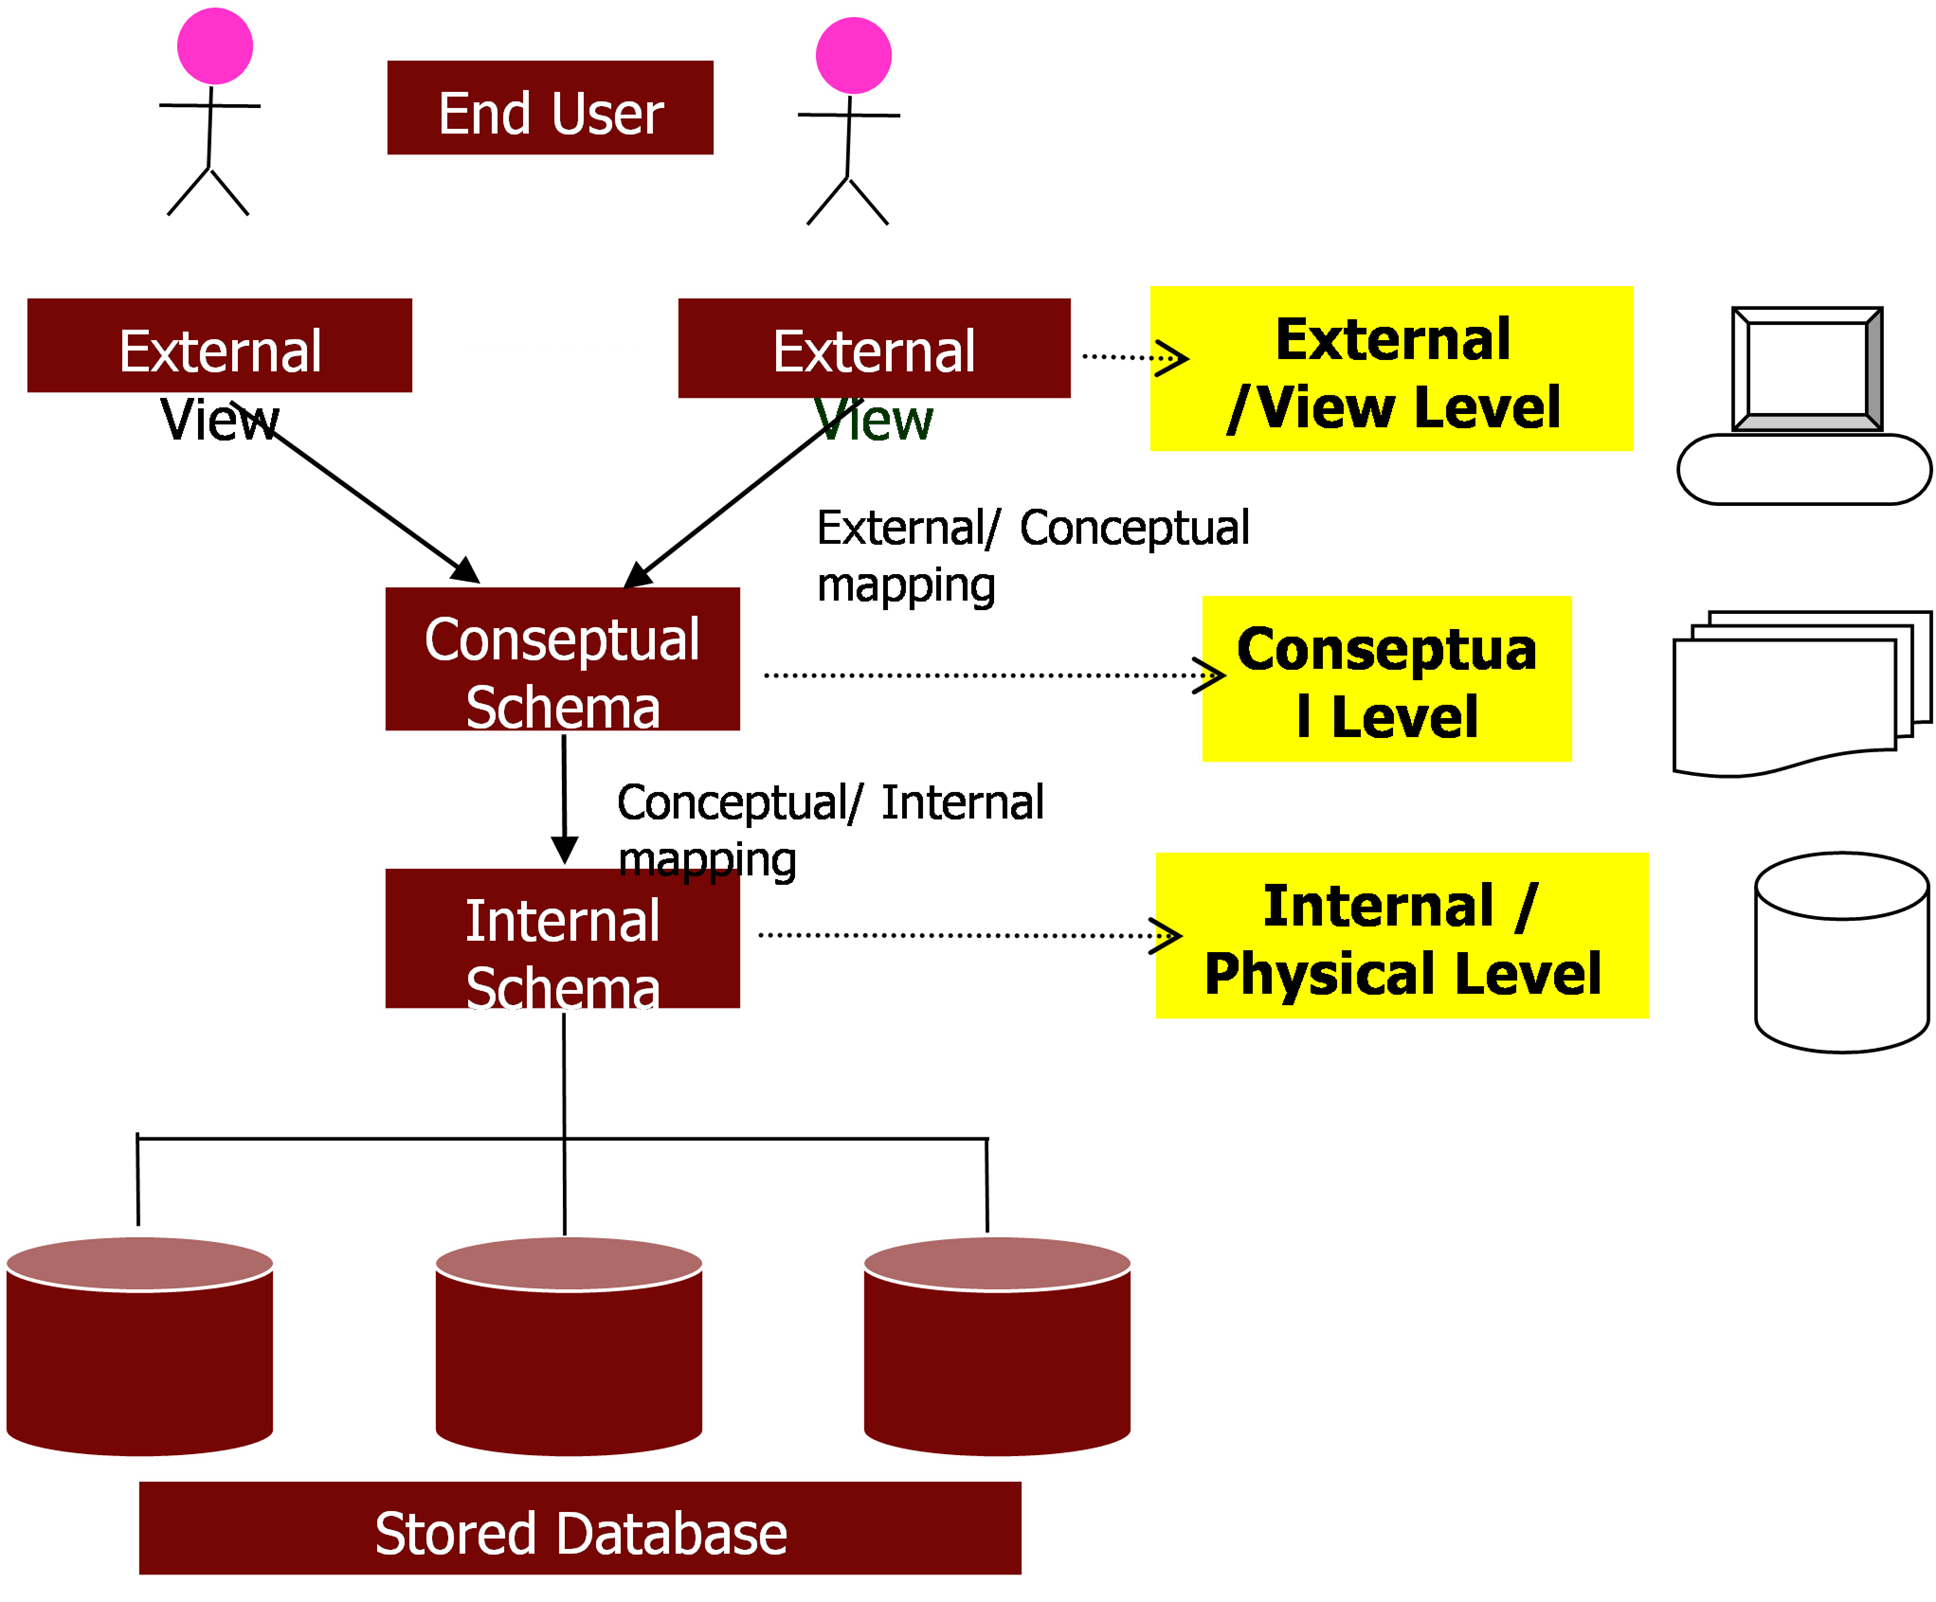 End User
External
View
External
View
External
/View Level
External/ Conceptual
mapping
Conseptual
Schema
Conseptua
l Level
Conceptual/ Internal
mapping
Internal
Schema
Internal /
Physical Level
Stored Database